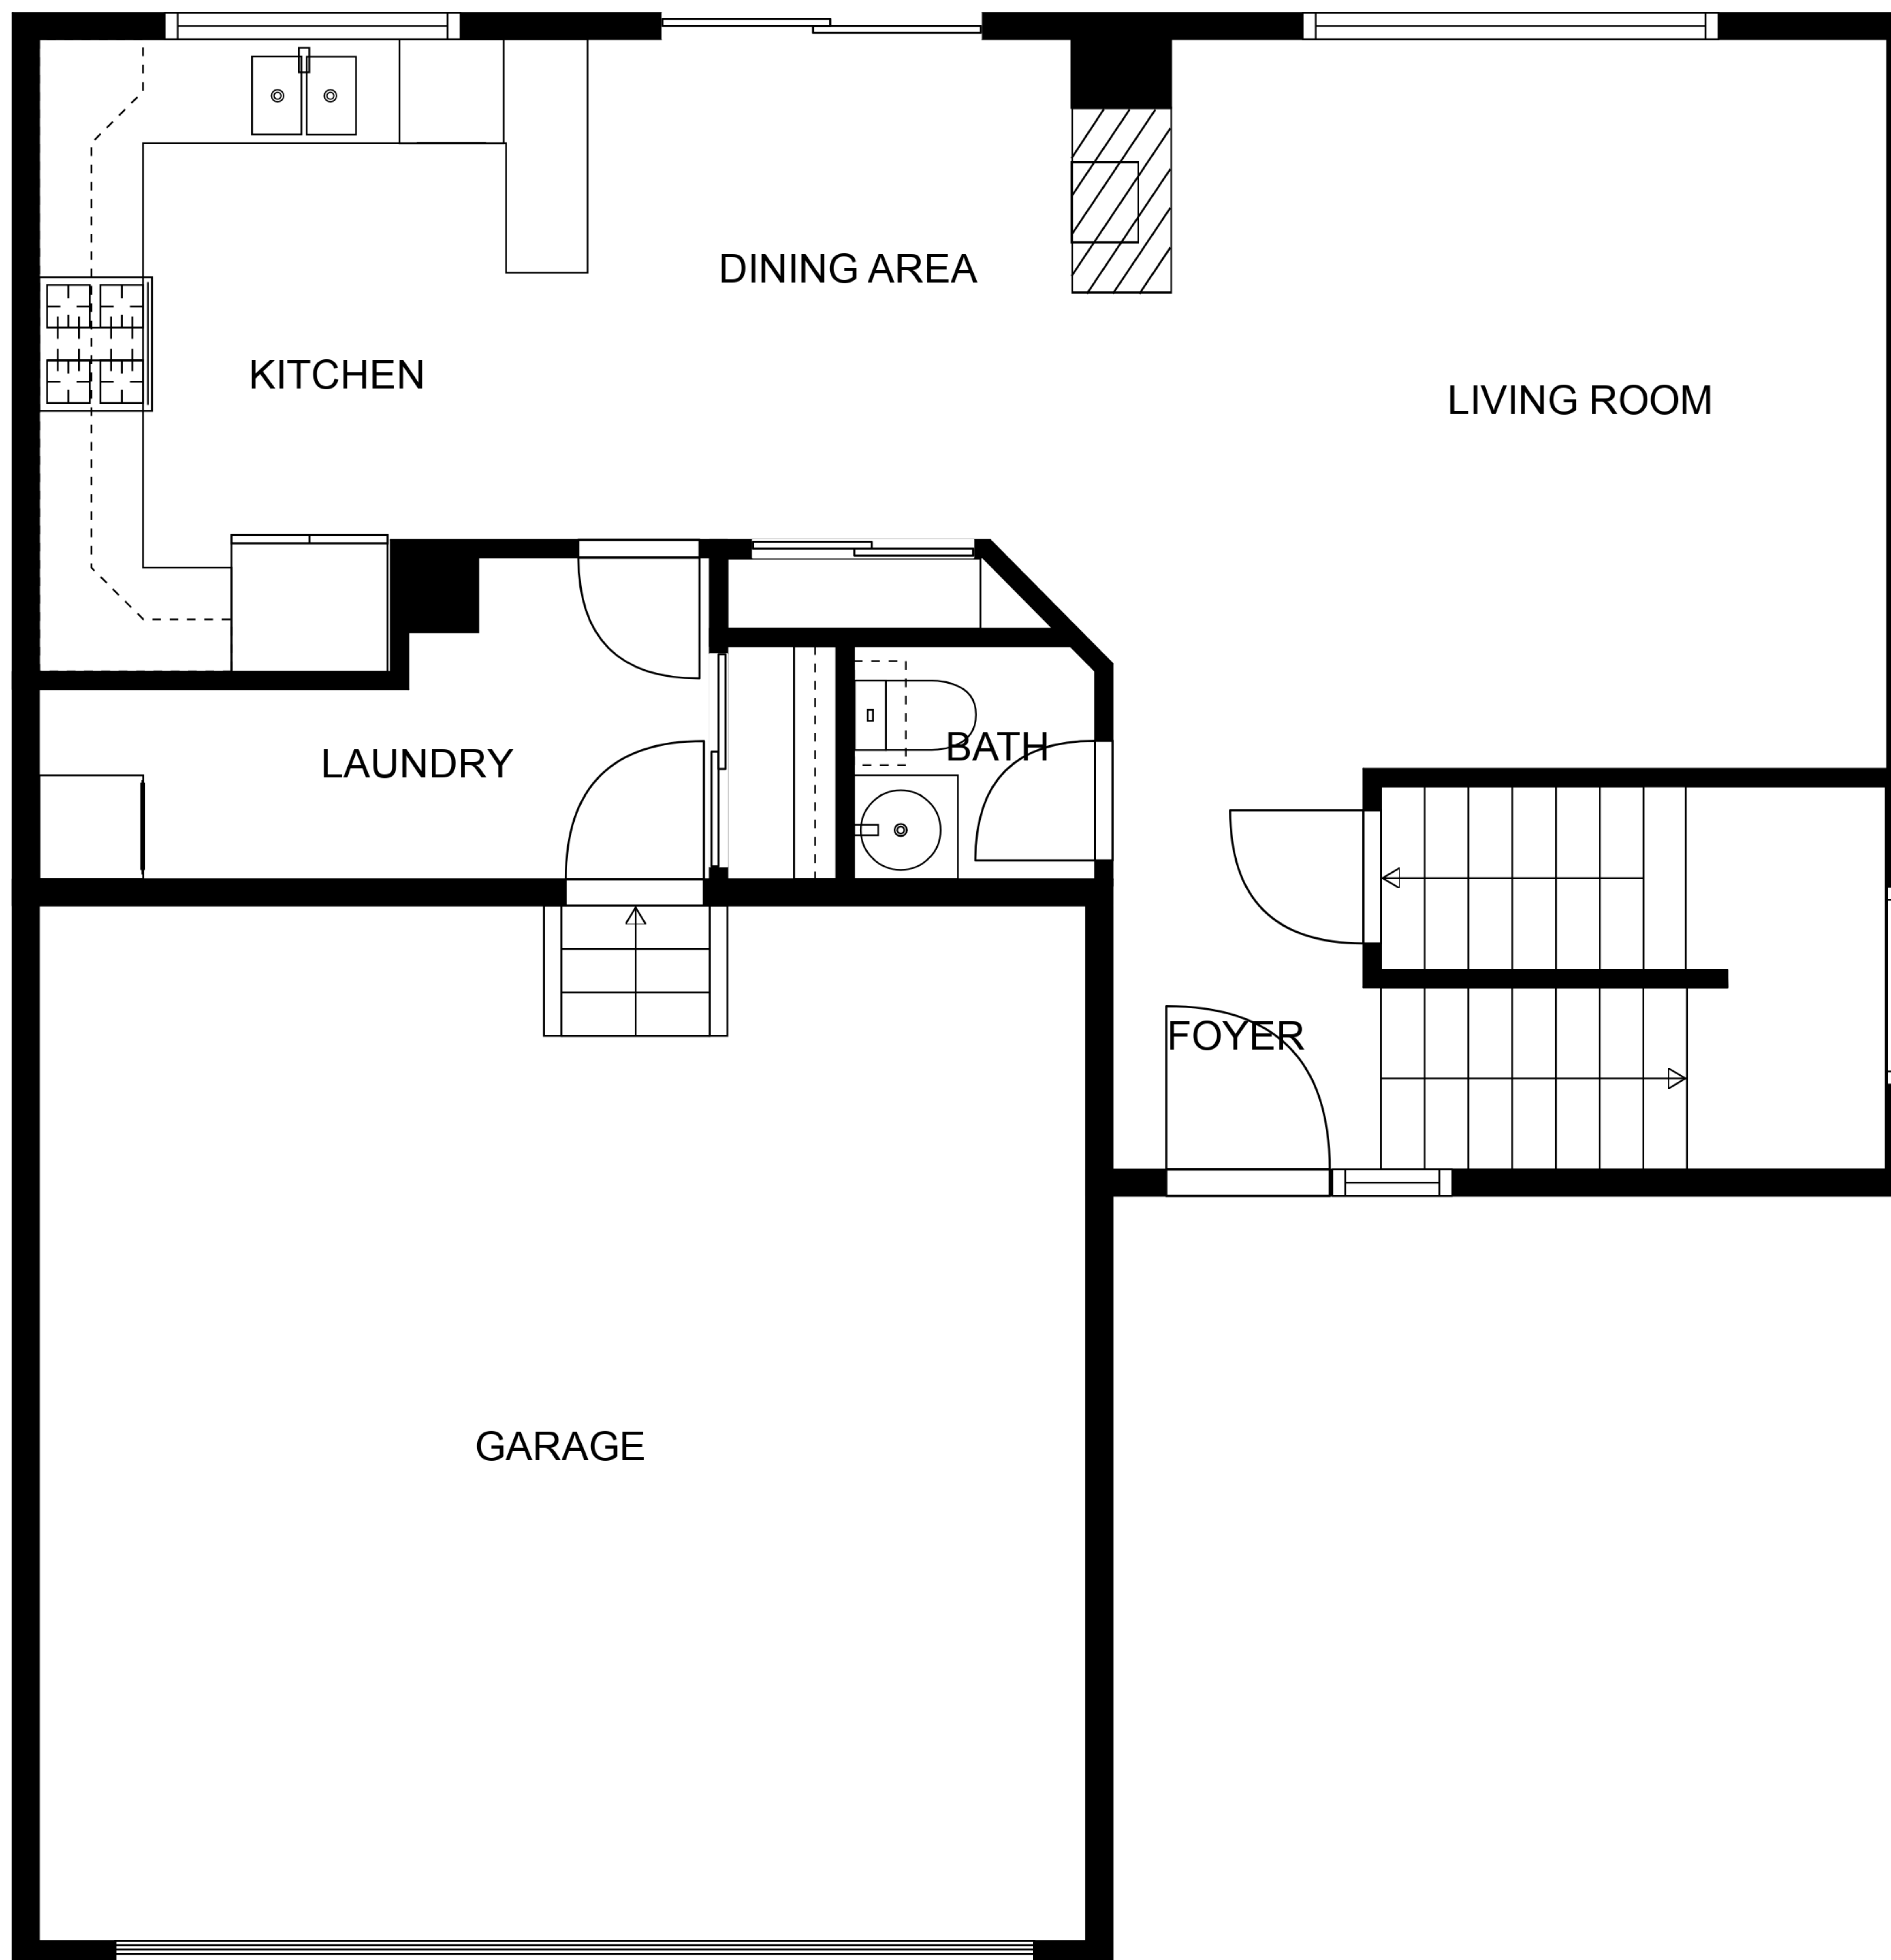 DINING AREA
KITCHEN
LIVING ROOM
LAUNDRY
BATH
FOYER
GARAGE